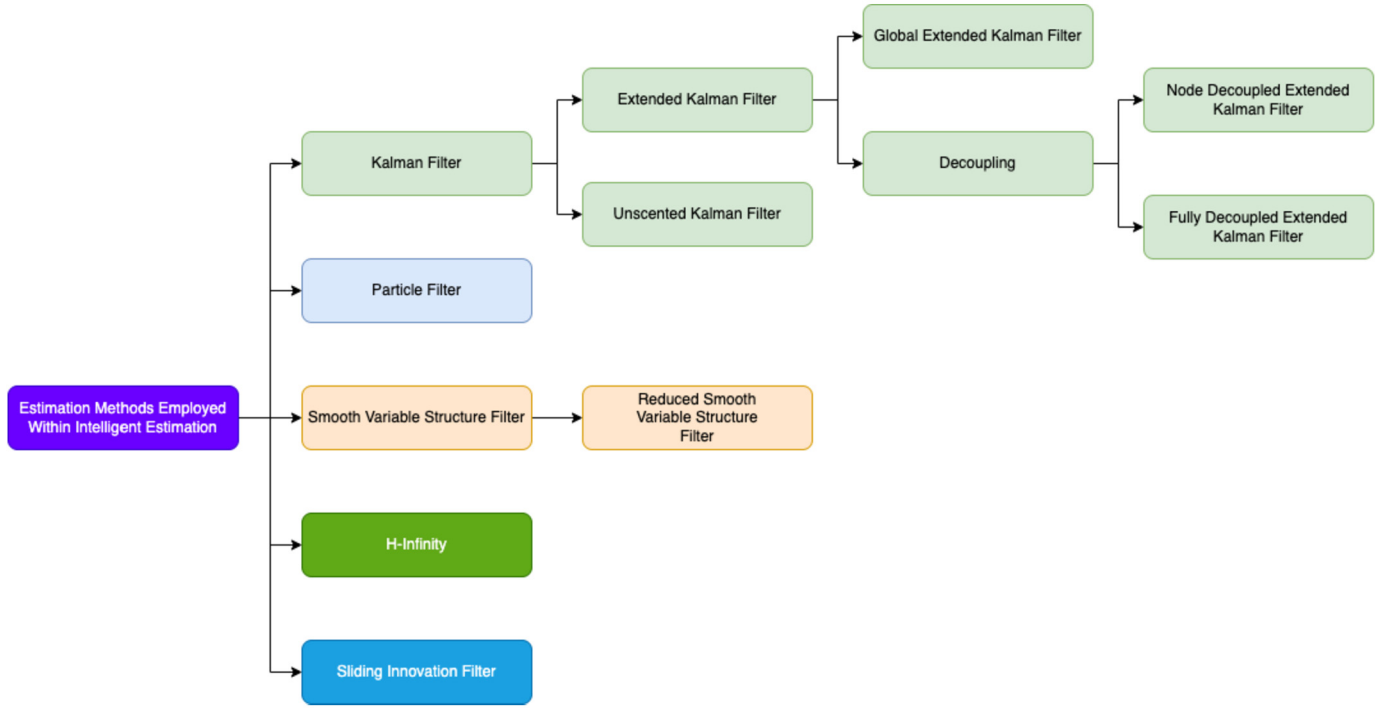 Global Extended Kalman Filter
Extended Kalman Filter
Node Decoupled Extended
Kalman Filter
Kalman Filter
Decoupling
Unscented Kalman Filter
Fully Decoupled Extended
Kalman Filter
Particle Filter
Estimation Methods Employed
Within Intelligent Estimation
Smooth Variable Structure Filter
Reduced Smooth
Variable Structure
Filter
H-Infinity
Sliding Innovation Filter